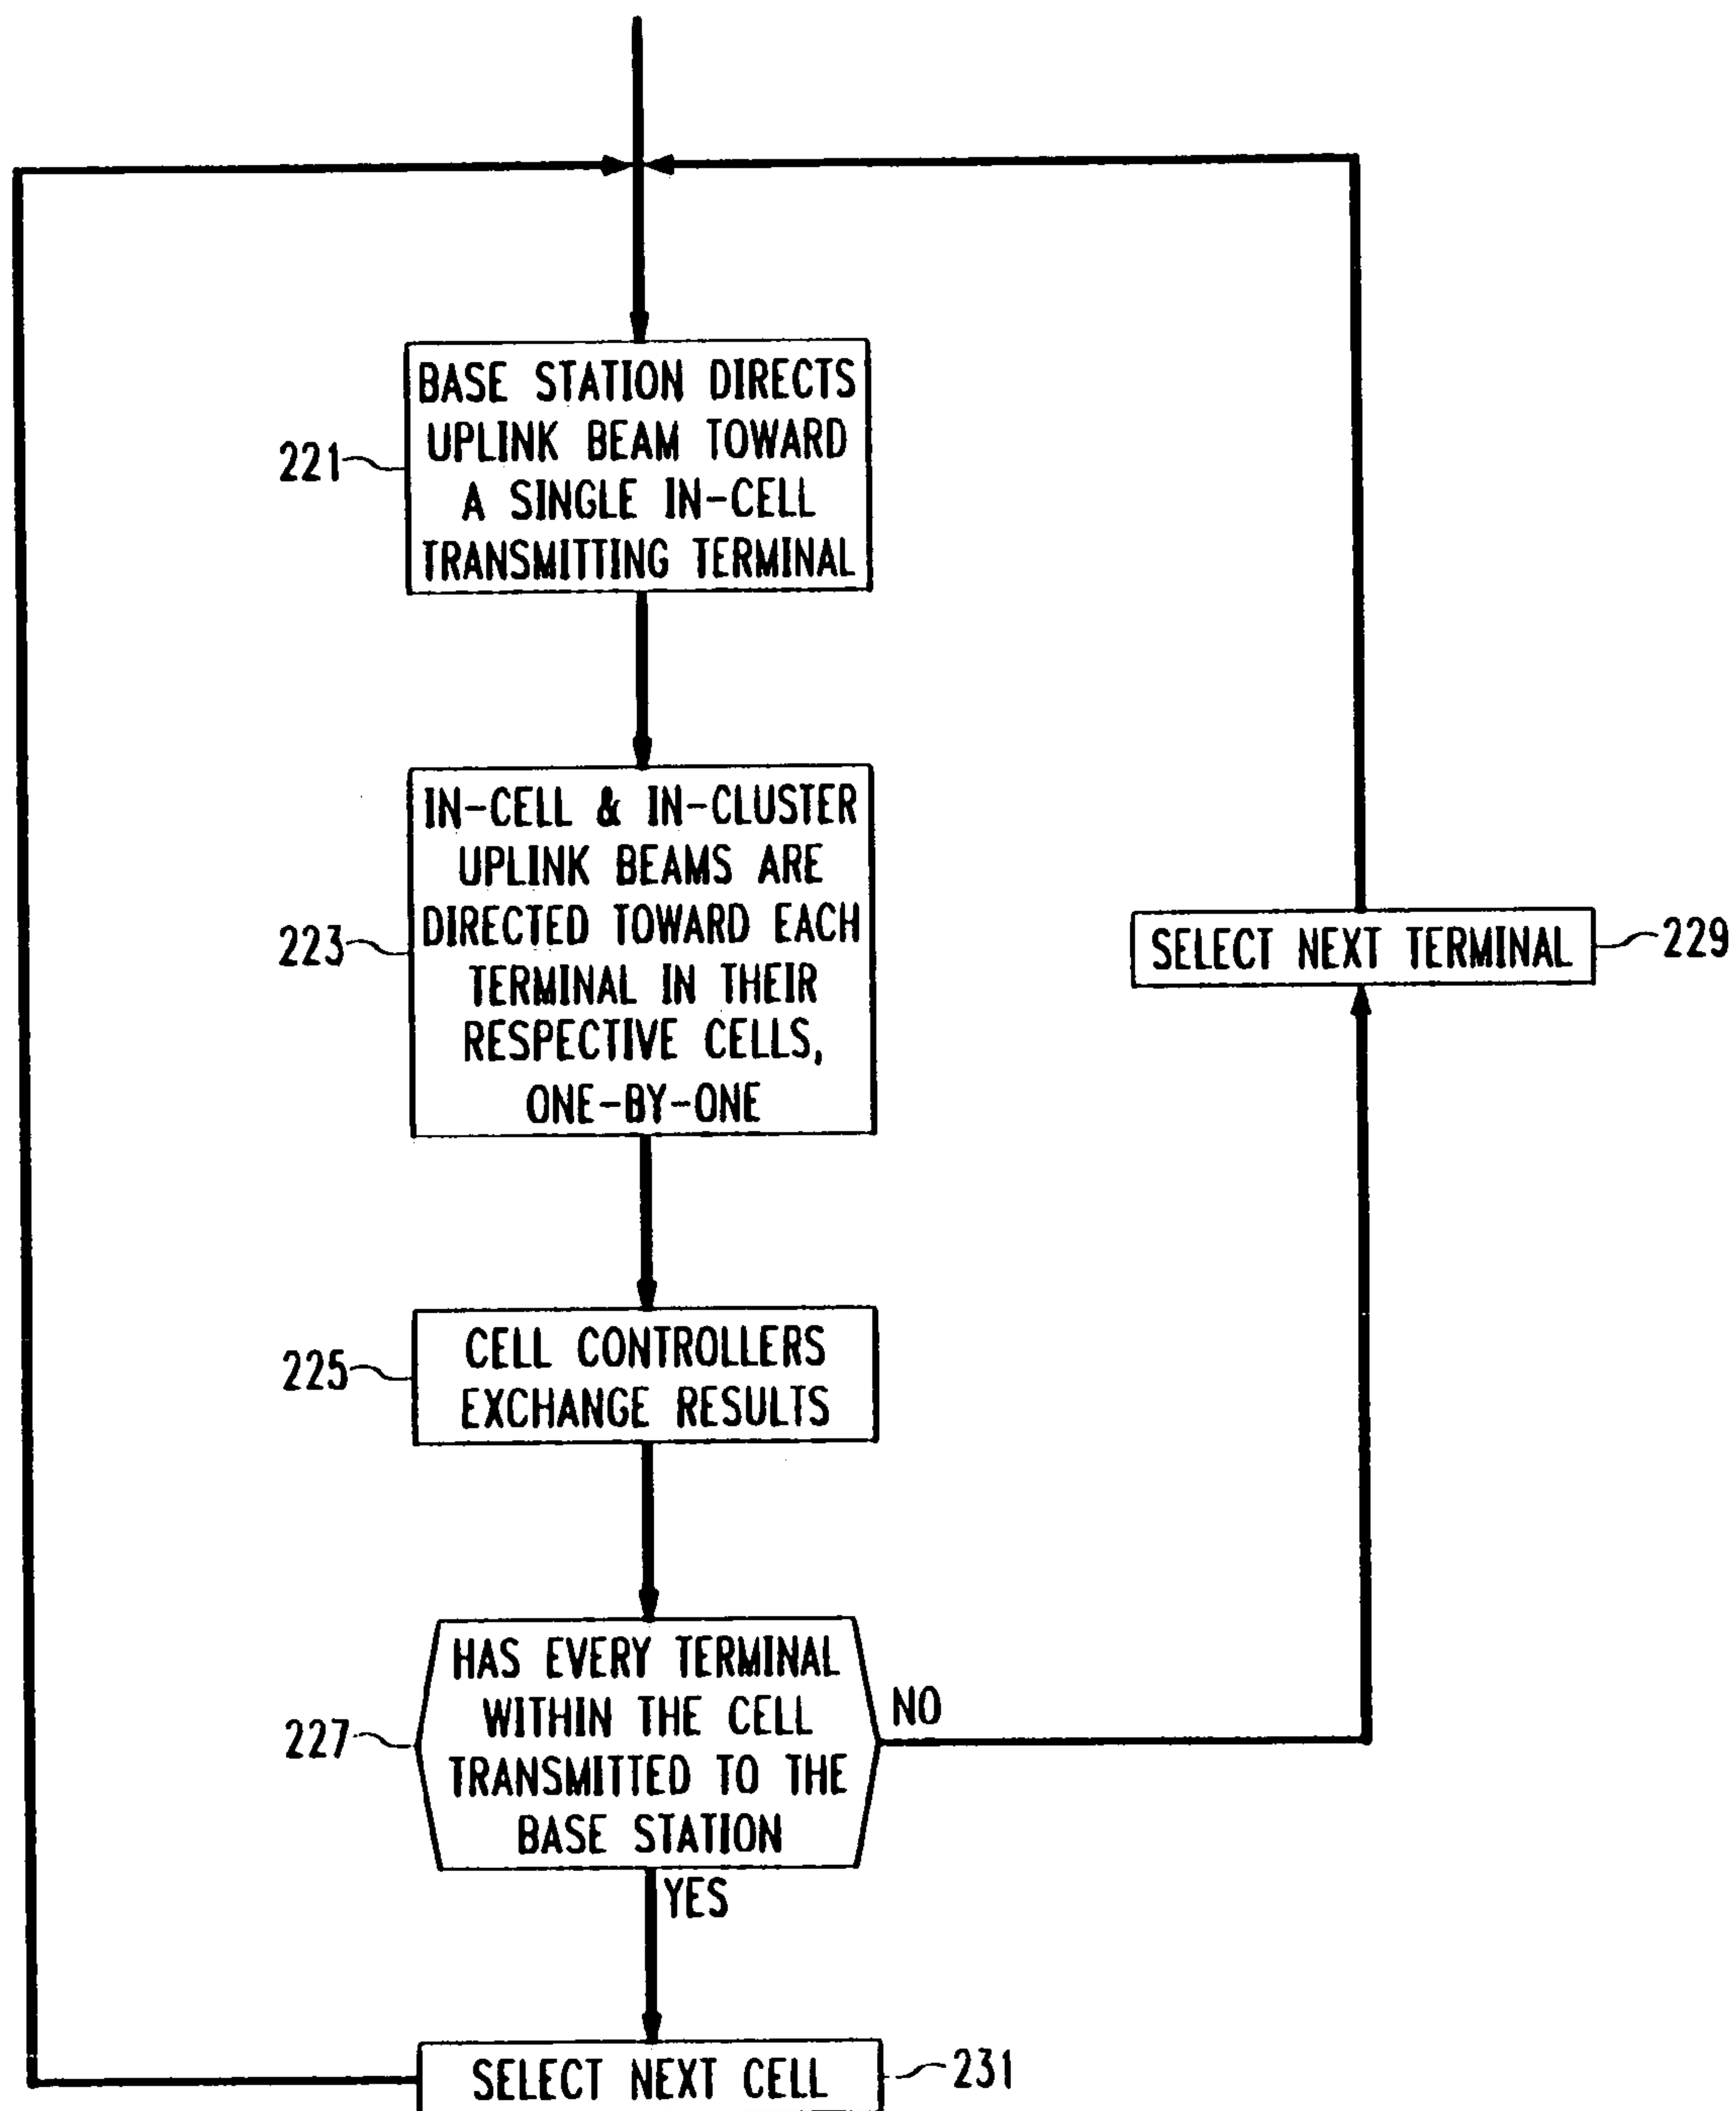 BASE STATION DIRECTS
UPLINK BEAM TOWARD
A SINGLE IN-CELL
TRANSMITTING TERMINAL
221
IN-CELL & IN-CLUSTER
UPLINK BEAMS ARE
DIRECTED TOWARD EACH
TERMINAL IN THEIR
RESPECTIVE CELLS,
ONE-BY-ONE
223
SELECT NEXT TERMINAL
229
CELL CONTROLLERS
EXCHANGE RESULTS
225
HAS EVERY TERMINAL
WITHIN THE CELL
TRANSMITTED TO THE
BASE STATION
227
NO
YES
SELECT NEXT CELL
231